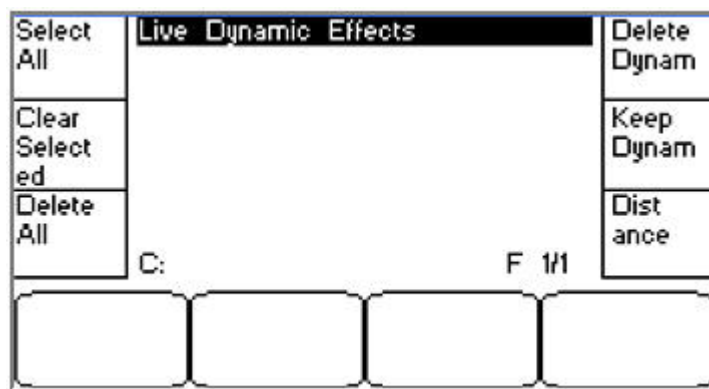 Select
All
Clear
Select
ed
Delete
All
Live Dynamic Effects
C:
F 1/1
Delete
Dynam
Keep
Dynam
Dist
ance